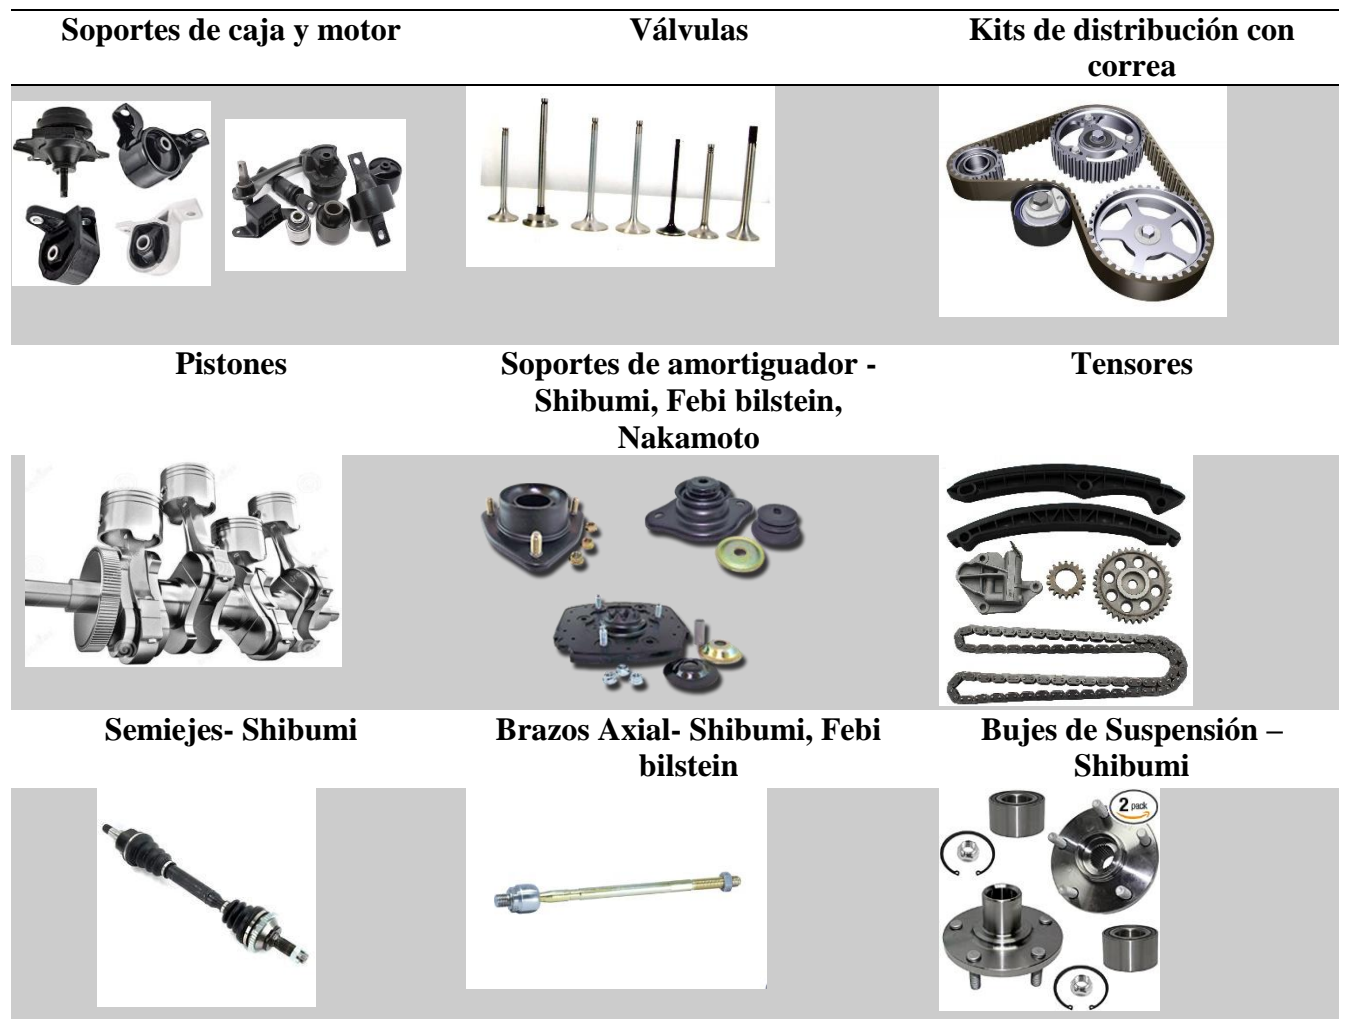 Soportes de caja y motor
Válvulas
Kits de distribución con
correa
Pistones
Soportes de amortiguador -
Shibumi, Febi bilstein,
Nakamoto
Tensores
Semiejes- Shibumi
Brazos Axial- Shibumi, Febi
bilstein
Bujes de Suspensión –
Shibumi
2 pack